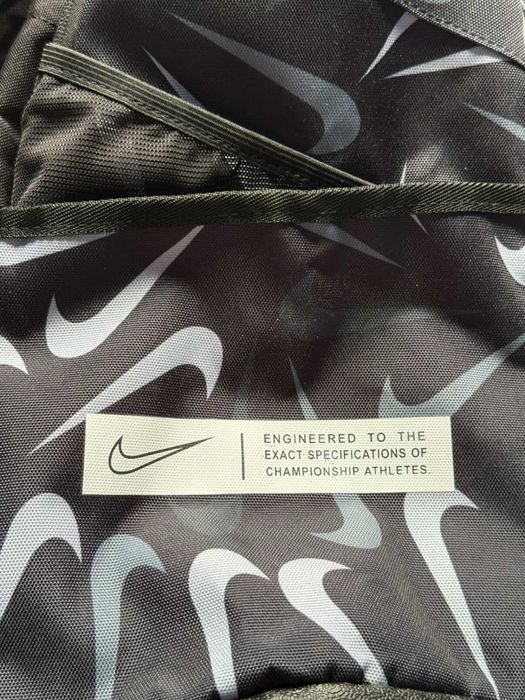 ENGINEERED TO THE
EXACT SPECIFICATIONS OF
CHAMPIONSHIP ATHLETES.